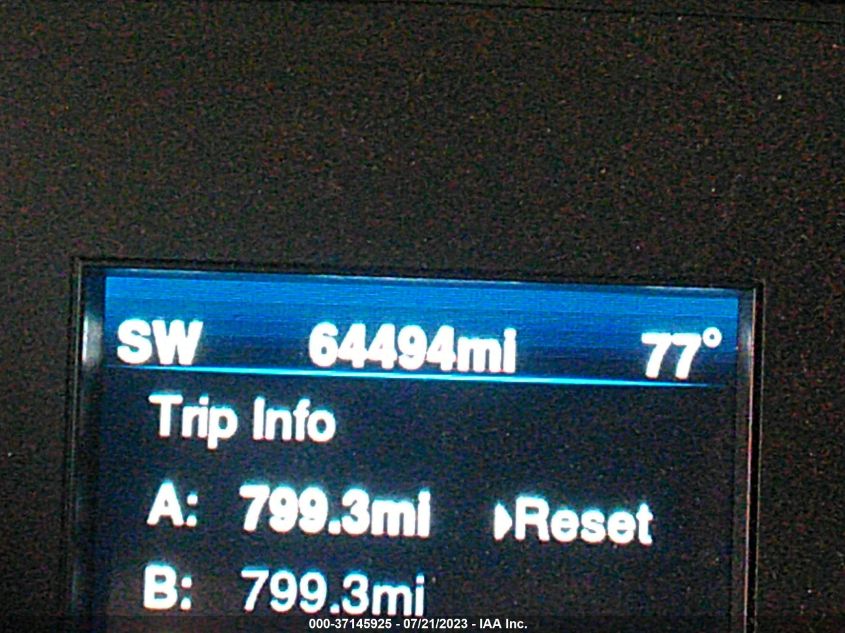 SW 64494mi 77°
Trip Info
A: 799.3mi ▶Reset
B: 799.3mi
000-37145925 - 07/21/2023 - IAA Inc.